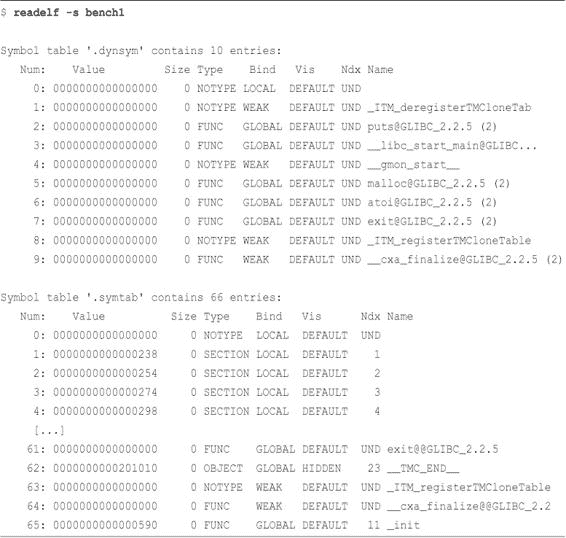 $ readelf -s bench1
Symbol table '.dynsym' contains 10 entries:
Num: Value Size Type Bind Vis Ndx Name
0: 0000000000000000 0 NOTYPE LOCAL DEFAULT UND
1: 0000000000000000 0 NOTYPE WEAK DEFAULT UND _ITM_deregisterTMCloneTab
2: 0000000000000000 0 FUNC GLOBAL DEFAULT UND puts@GLIBC_2.2.5 (2)
3: 0000000000000000 0 FUNC GLOBAL DEFAULT UND __libc_start_main@GLIBC...
4: 0000000000000000 0 NOTYPE WEAK DEFAULT UND __gmon_start__
5: 0000000000000000 0 FUNC GLOBAL DEFAULT UND malloc@GLIBC_2.2.5 (2)
6: 0000000000000000 0 FUNC GLOBAL DEFAULT UND atoi@GLIBC_2.2.5 (2)
7: 0000000000000000 0 FUNC GLOBAL DEFAULT UND exit@GLIBC_2.2.5 (2)
8: 0000000000000000 0 NOTYPE WEAK DEFAULT UND _ITM_registerTMCloneTable
9: 0000000000000000 0 FUNC WEAK DEFAULT UND __cxa_finalize@GLIBC_2.2.5 (2)
Symbol table '.symtab' contains 66 entries:
Num: Value Size Type Bind Vis Ndx Name
0: 0000000000000000 0 NOTYPE LOCAL DEFAULT UND
1: 0000000000000238 0 SECTION LOCAL DEFAULT 1
2: 0000000000000254 0 SECTION LOCAL DEFAULT 2
3: 0000000000000274 0 SECTION LOCAL DEFAULT 3
4: 0000000000000298 0 SECTION LOCAL DEFAULT 4
[...]
61: 0000000000000000 0 FUNC GLOBAL DEFAULT UND exit@@GLIBC_2.2.5
62: 0000000000201010 0 OBJECT GLOBAL HIDDEN 23 __TMC_END__
63: 0000000000000000 0 NOTYPE WEAK DEFAULT UND _ITM_registerTMCloneTable
64: 0000000000000000 0 FUNC WEAK DEFAULT UND __cxa_finalize@@GLIBC_2.2
65: 0000000000000590 0 FUNC GLOBAL DEFAULT 11 _init